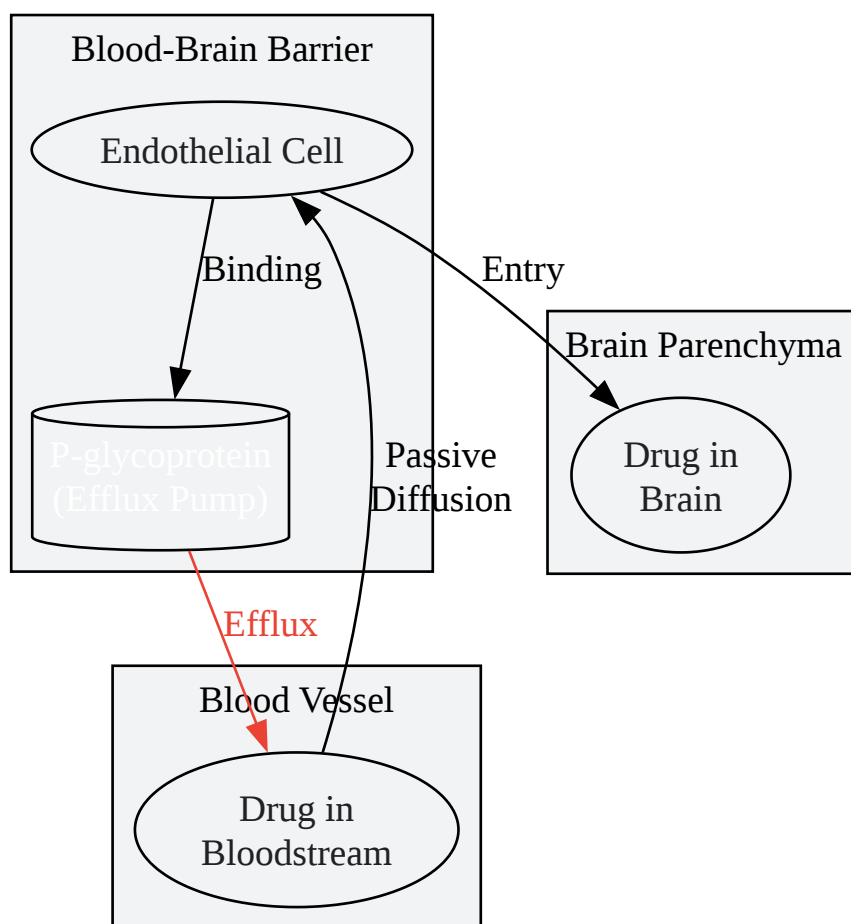 Blood-Brain Barrier
Endothelial Cell
Binding
Entry
Brain Parenchyma
P-glycoprotein
(Efflux Pump)
Passive
Diffusion
Drug in
Brain
Efflux
Blood Vessel
Drug in
Bloodstream